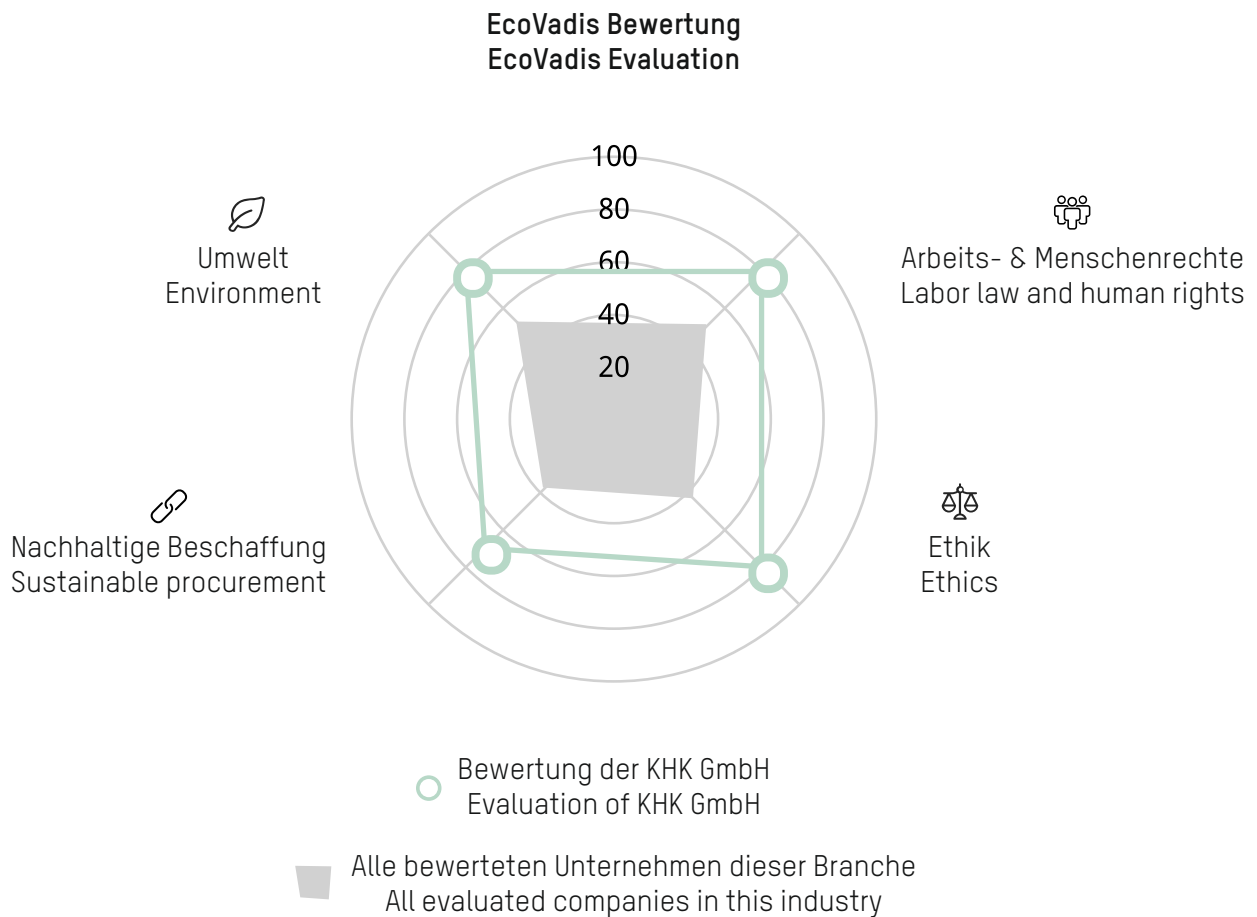 EcoVadis Bewertung
EcoVadis Evaluation
100
80
60
40
20
Umwelt
Environment
Arbeits- & Menschenrechte
Labor law and human rights
Nachhaltige Beschaffung
Sustainable procurement
Ethik
Ethics
Bewertung der KHK GmbH
Evaluation of KHK GmbH
Alle bewerteten Unternehmen dieser Branche
All evaluated companies in this industry